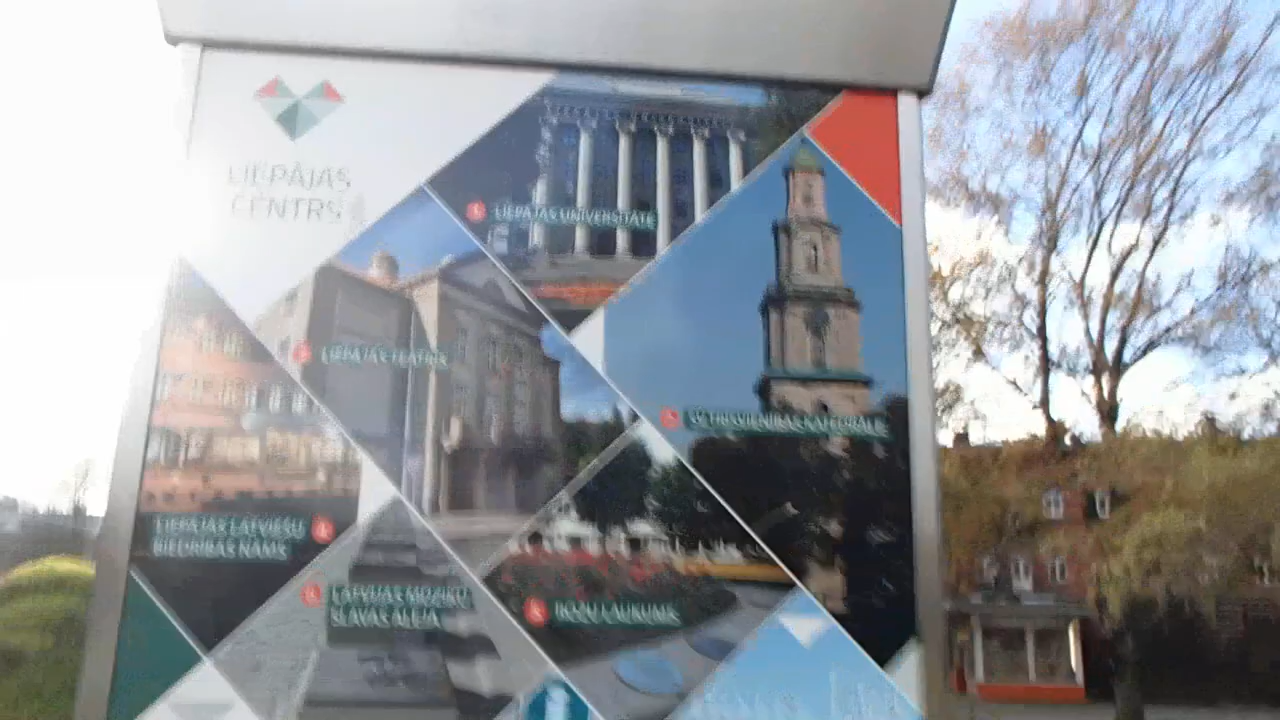 LIEPĀJAS
CENTRS
LIEPĀJAS UNIVERSITĀTE
LIEPĀJAS TEĀTRIS
SV. TRĪSVIENĪBAS KATEDRĀLE
LIEPĀJAS LATVIEŠU
BIEDRĪBAS NAMS
LATVIJAS MŪZIĶU
SLAVAS ALEJA
ROŽU LAUKUMS